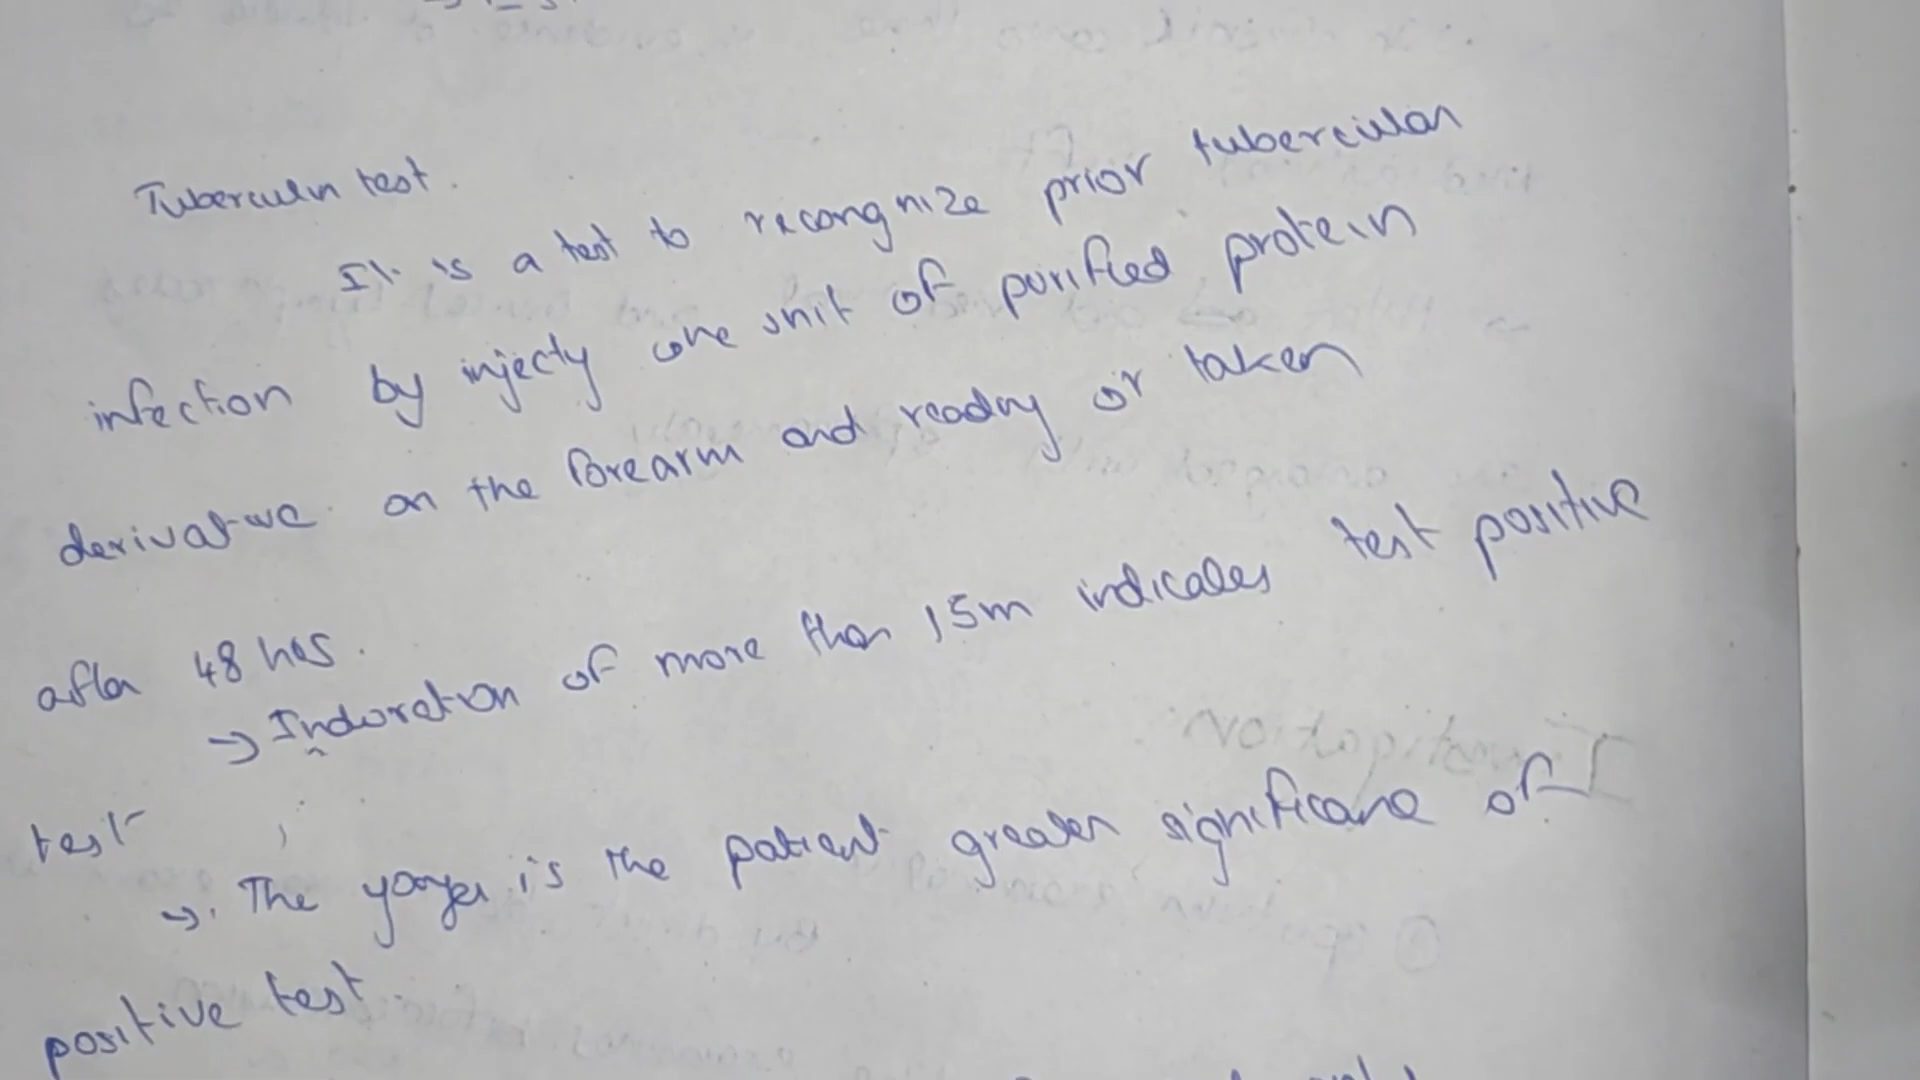 Tuberculin test.
It is a test to recongnize prior tubercular
infection by injecty one unit of purified protein
derivative on the forearm and readny or taken
after 48 hrs.
→ Induration of more than 15m indicates test positive
test
→ The younger is the patient greater significance of
positive test.